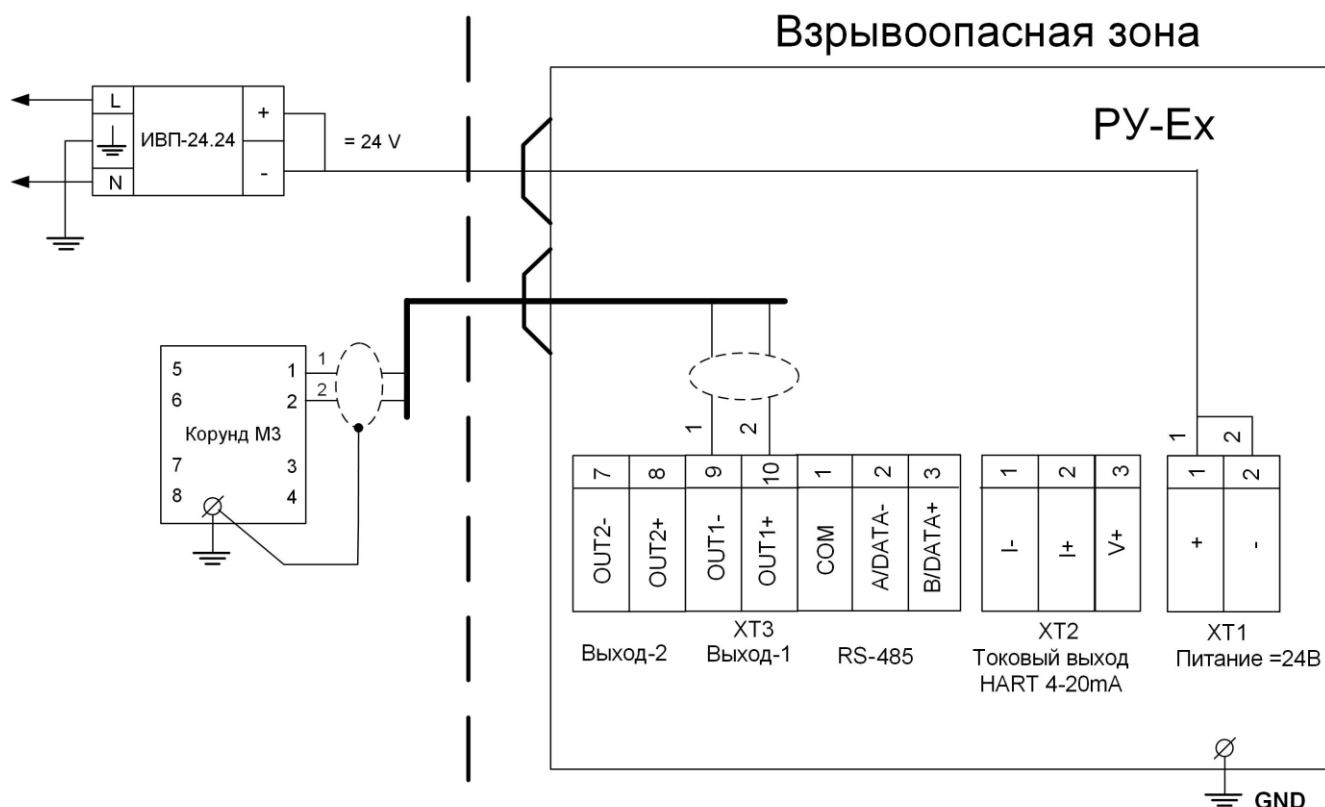 Взрывоопасная зона
РУ-Ex
L
ИВП-24.24
+
= 24 V
-
N
5
1
1
6
2
2
Корунд М3
7
3
8
4
1
2
1
2
7
8
9
10
1
2
3
1
2
3
1
2
OUT2-
OUT2+
OUT1-
OUT1+
COM
A/DATA-
B/DATA+
I-
I+
V+
+
-
XT3
XT2
XT1
Выход-2
Выход-1
RS-485
Токовый выход
HART 4-20mA
Питание =24В
GND